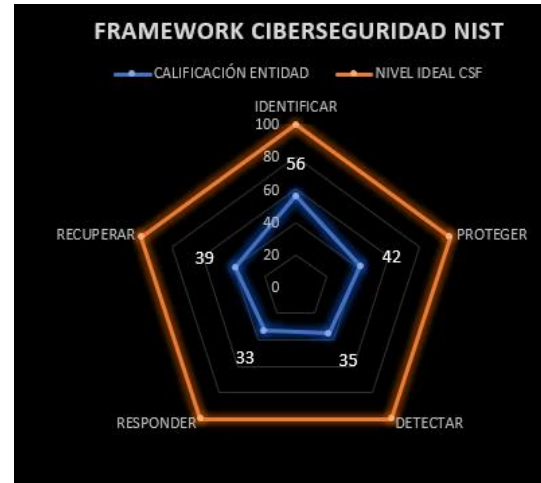 FRAMEWORK CIBERSEGURIDAD NIST
CALIFICACIÓN ENTIDAD NIVEL IDEAL CSF
IDENTIFICAR
100
80
56
60
RECUPERAR
PROTEGER
39
40
42
20
0
33
35
RESPONDER
DETECTAR